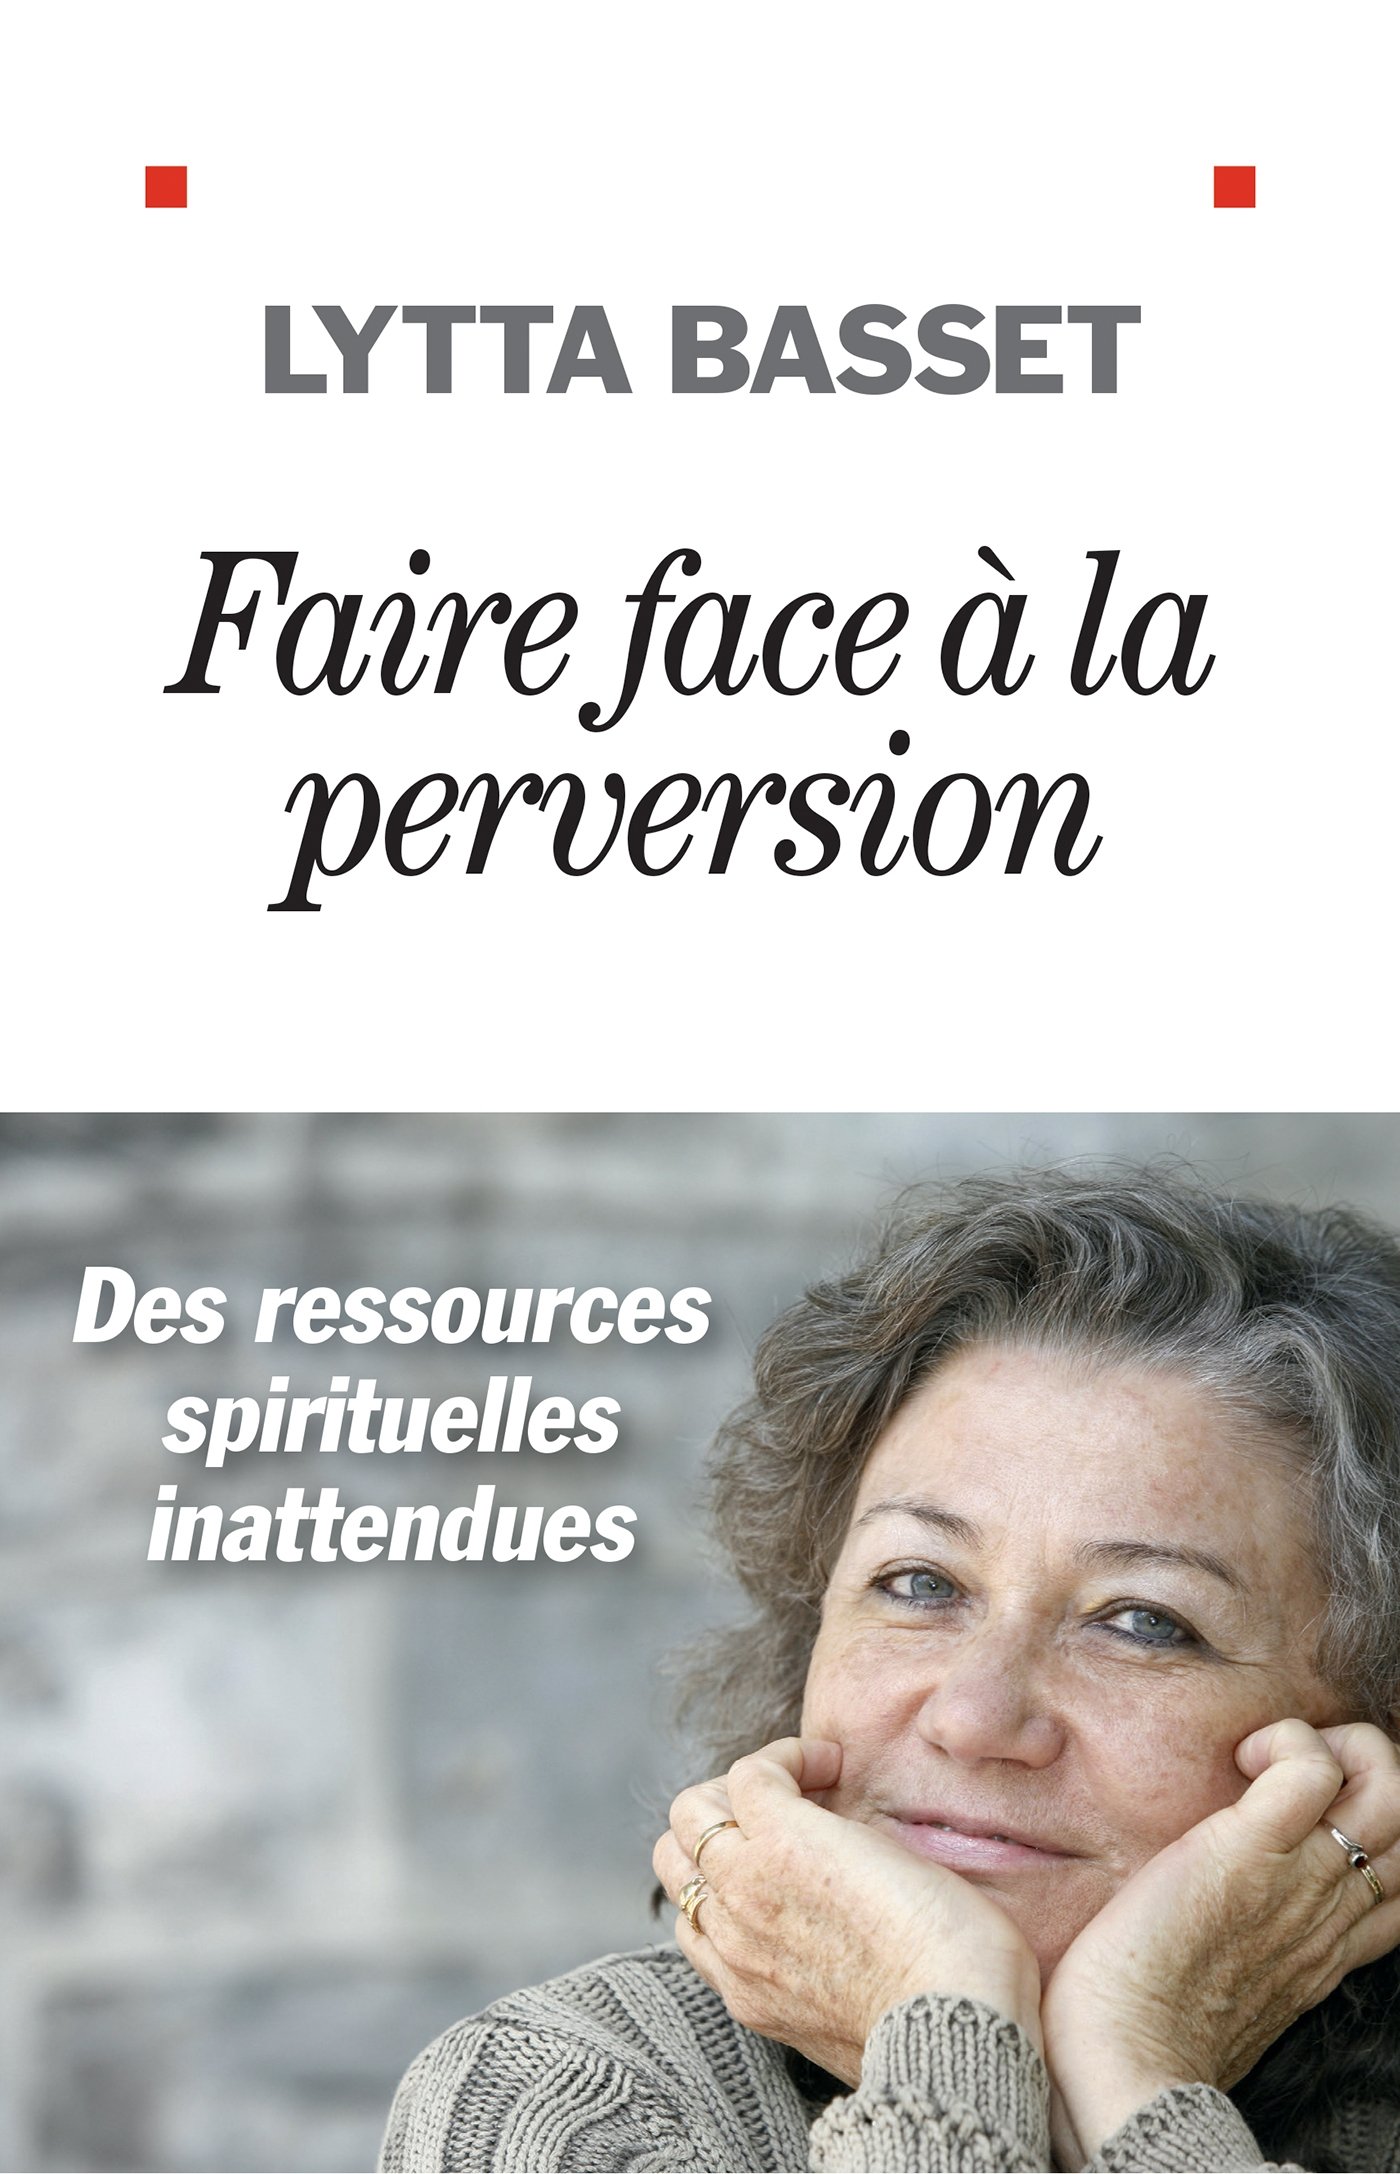 LYTTA BASSET
Faire face à la
perversion
Des ressources
spirituelles
inattendues